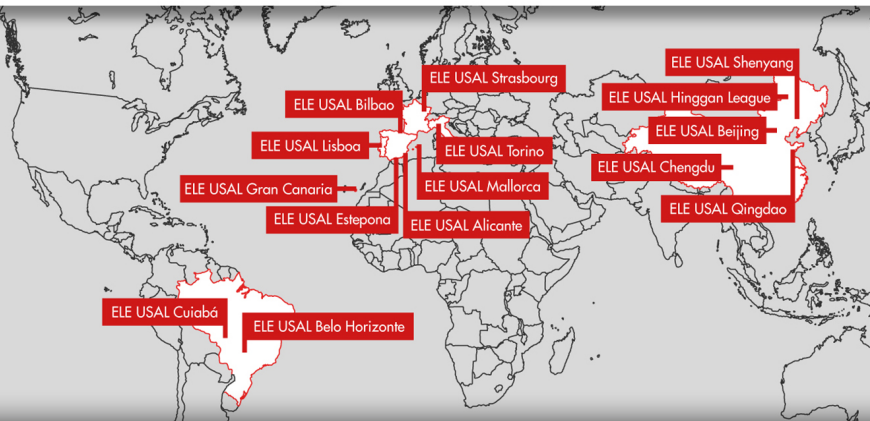 ELE USAL Shenyang
ELE USAL Strasbourg
ELE USAL Hinggan League
ELE USAL Bilbao
ELE USAL Beijing
ELE USAL Lisboa
ELE USAL Torino
ELE USAL Chengdu
ELE USAL Gran Canaria
ELE USAL Mallorca
ELE USAL Qingdao
ELE USAL Estepona
ELE USAL Alicante
ELE USAL Cuiabá
ELE USAL Belo Horizonte